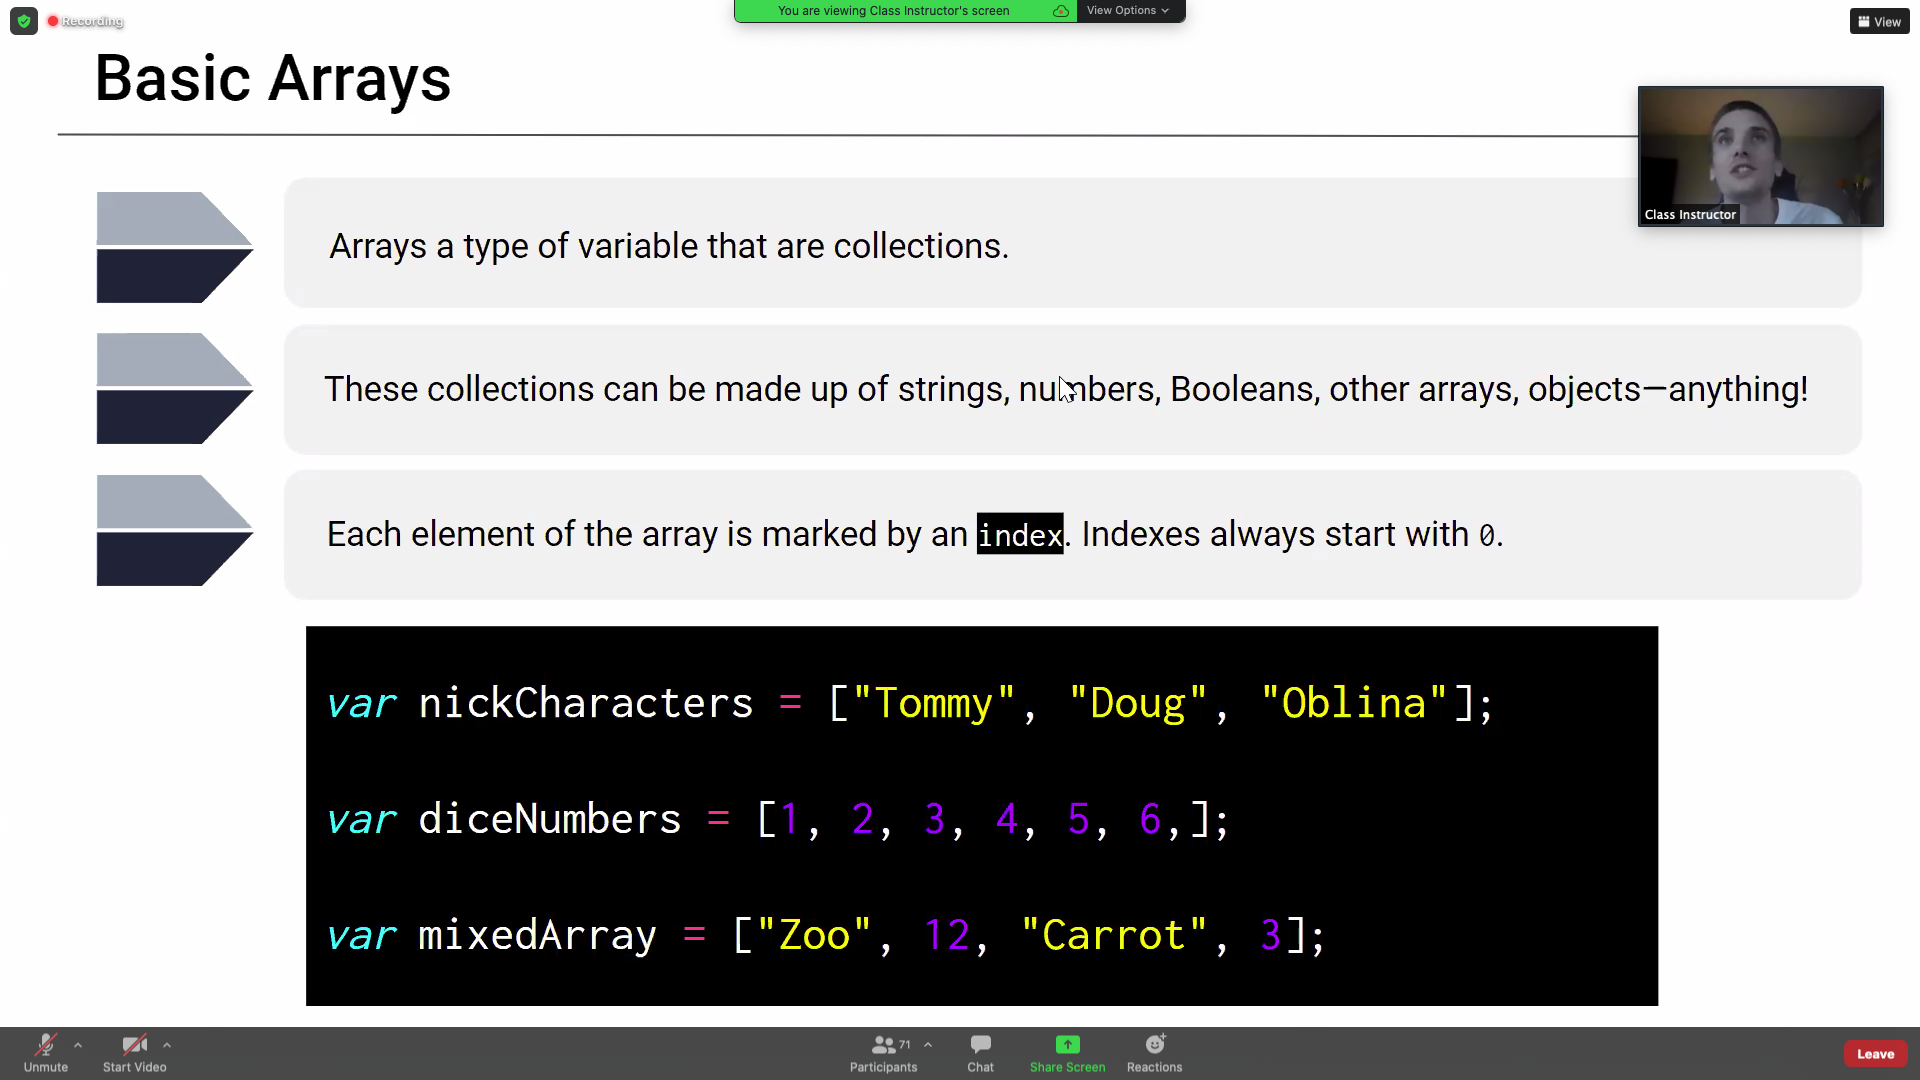 Recording
You are viewing Class Instructor's screen
View Options
View
Basic Arrays
Class Instructor
Arrays a type of variable that are collections.
These collections can be made up of strings, numbers, Booleans, other arrays, objects—anything!
Each element of the array is marked by an index. Indexes always start with 0.
var nickCharacters = ["Tommy", "Doug", "Oblina"];
var diceNumbers = [1, 2, 3, 4, 5, 6,];
var mixedArray = ["Zoo", 12, "Carrot", 3];
Unmute
Start Video
71
Participants
Chat
Share Screen
Reactions
Leave